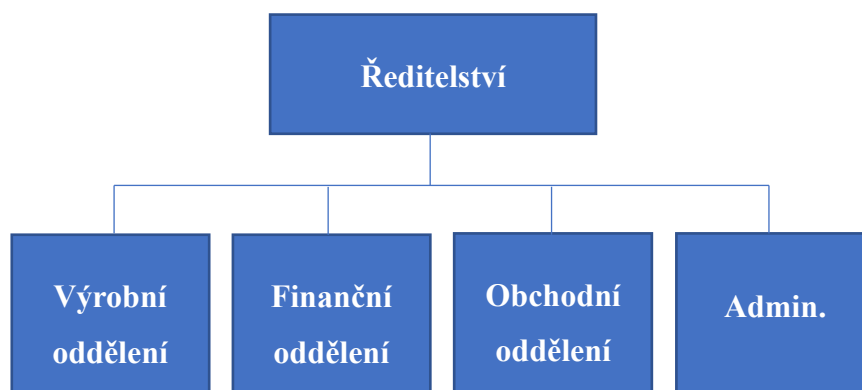 Ředitelství
Výrobní
oddělení
Finanční
oddělení
Obchodní
oddělení
Admin.